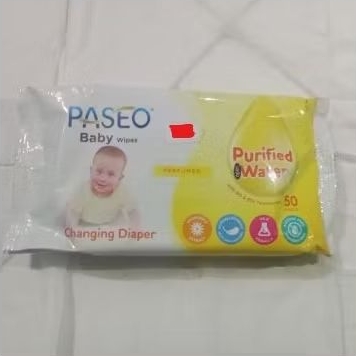 PASEO
Baby Wipes
PERFUMED
Purified
Water
50
Changing Diaper